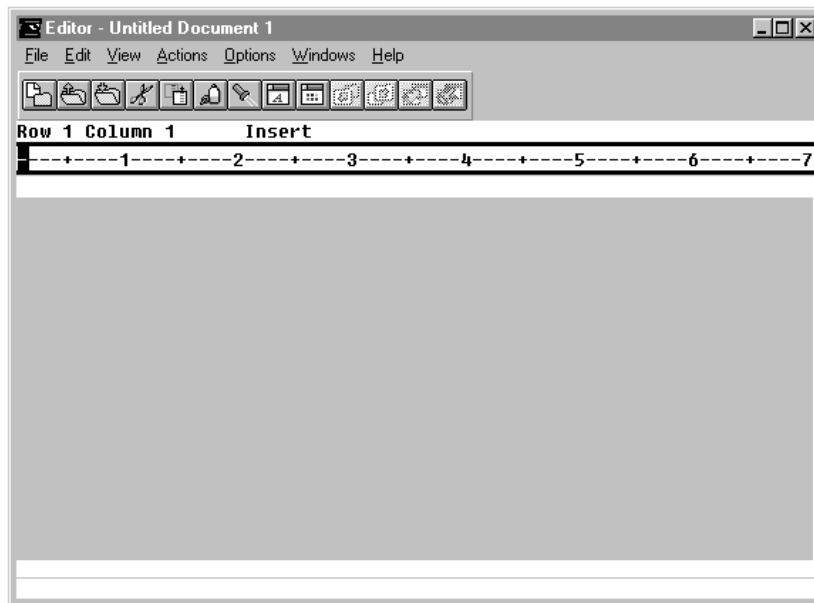 Editor - Untitled Document 1
File Edit View Actions Options Windows Help
Row 1 Column 1 Insert
----+----1----+----2----+----3----+----4----+----5----+----6----+----7